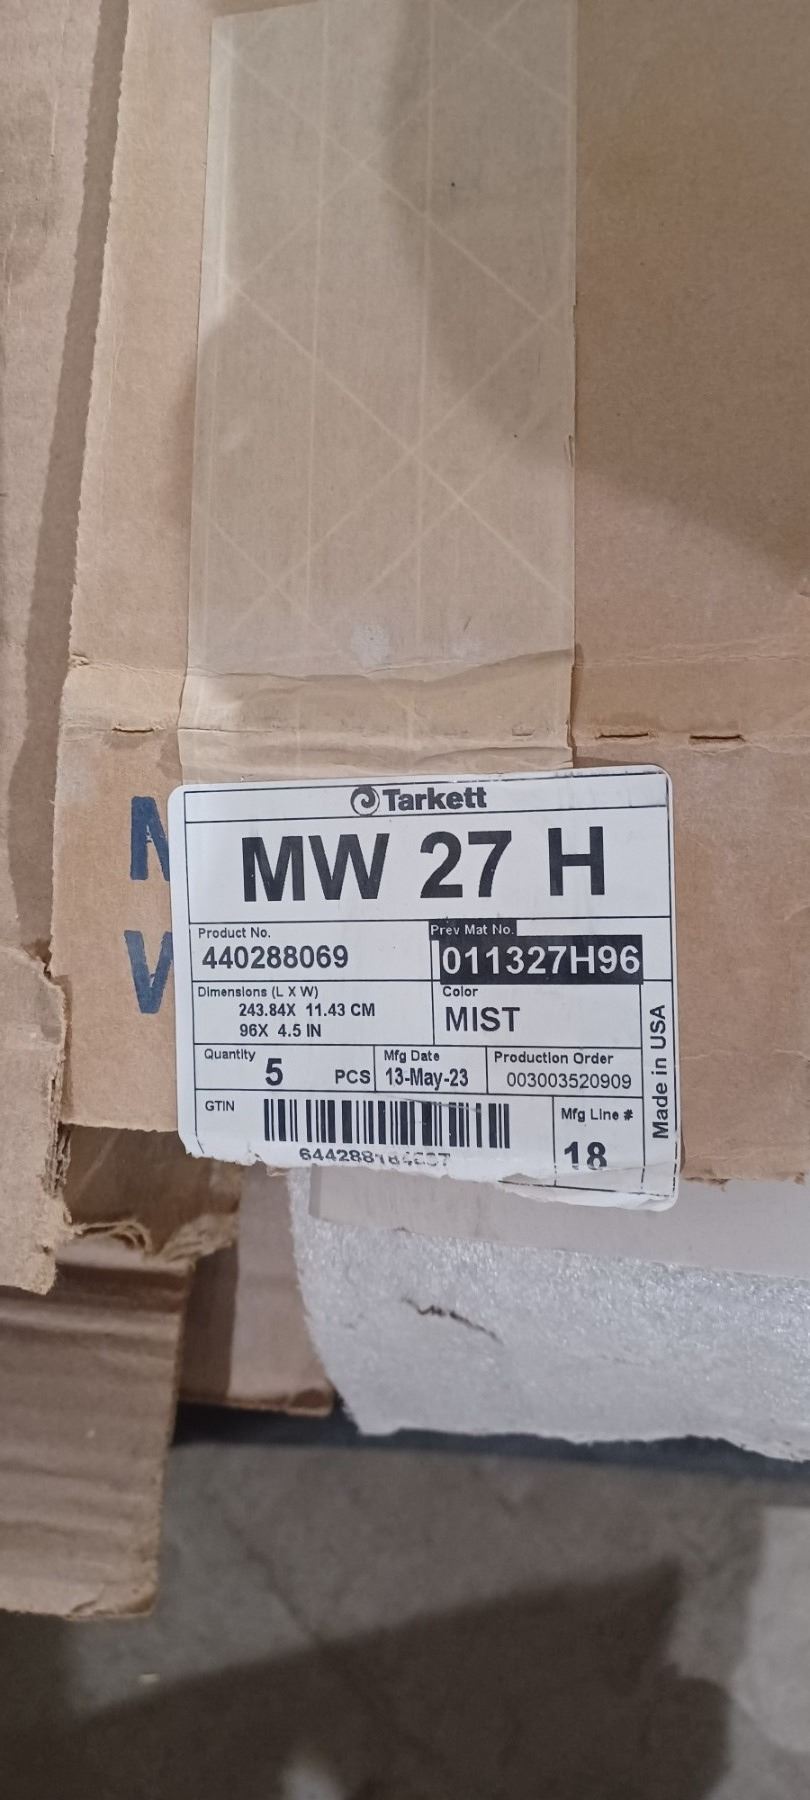 Tarkett
MW 27 H
Product No.
440288069
Prev Mat No.
011327H96
Dimensions (L X W)
243.84X 11.43 CM
96X 4.5 IN
Color
MIST
Quantity
5 PCS
Mfg Date
13-May-23
Production Order
003003520909
GTIN
Mfg Line #
18
Made in USA